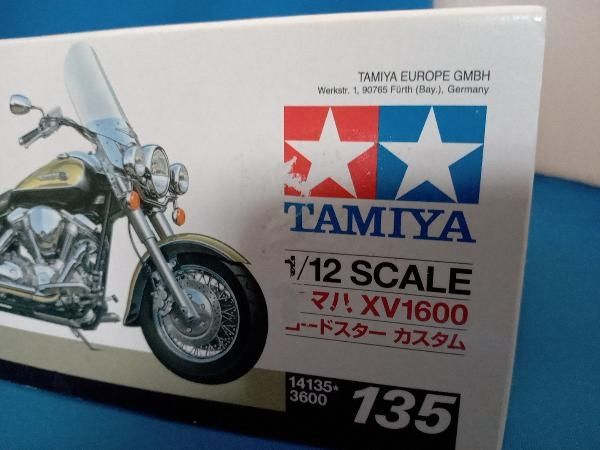 TAMIYA EUROPE GMBH
Werkstr. 1, 90765 Fürth (Bay.), Germany
TAMIYA
1/12 SCALE
マハ XV1600
ードスター カスタム
14135*
3600
135